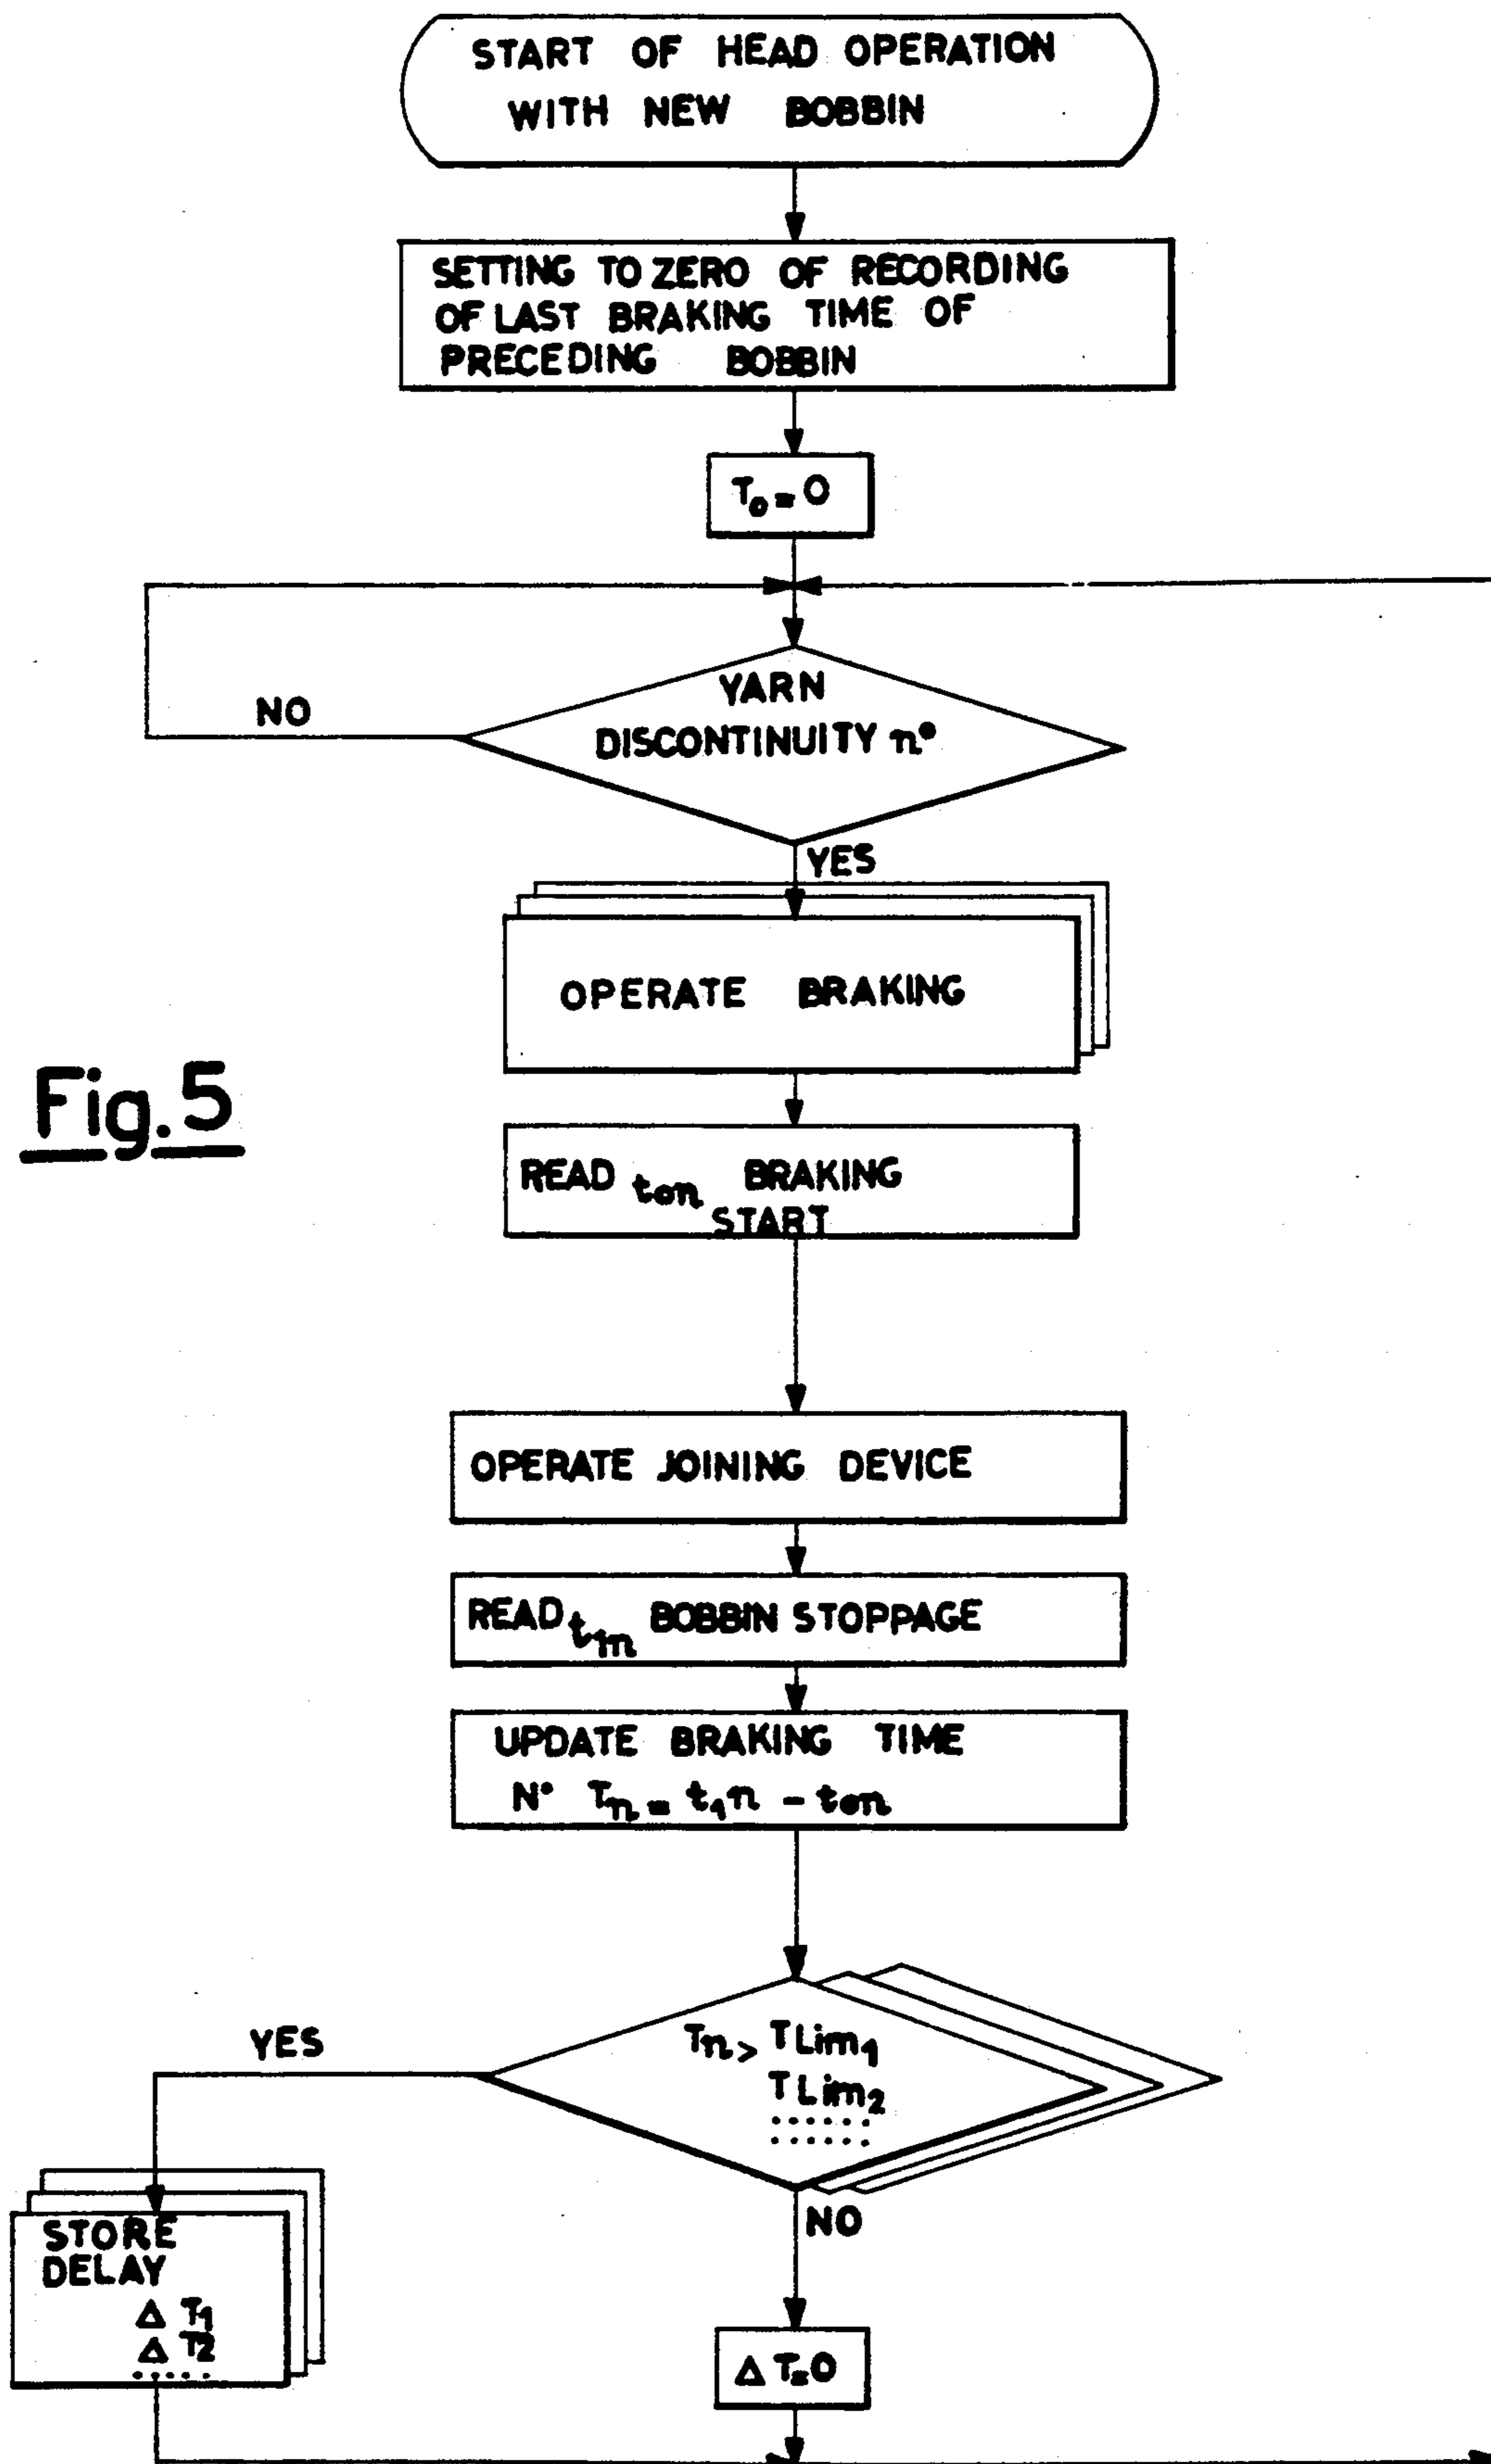 START OF HEAD OPERATION
WITH NEW BOBBIN
SETTING TO ZERO OF RECORDING
OF LAST BRAKING TIME OF
PRECEDING BOBBIN
T₀ = 0
YARN
DISCONTINUITY n°
NO
YES
OPERATE BRAKING
Fig.5
READ t₀n BRAKING
START
OPERATE JOINING DEVICE
READ t₁n BOBBIN STOPPAGE
UPDATE BRAKING TIME
N° Tn = t₁n - t₀n
Tn > TLim₁
TLim₂
......
......
YES
NO
STORE
DELAY
Δ T1
Δ T2
.....
Δ T=0